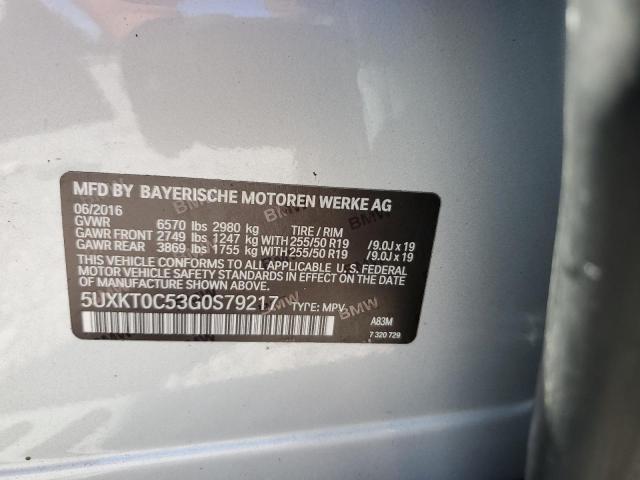 MFD BY BAYERISCHE MOTOREN WERKE AG
06/2016
GVWR 6570 lbs 2980 kg TIRE / RIM
GAWR FRONT 2749 lbs 1247 kg WITH 255/50 R19 /9.0J x 19
GAWR REAR 3869 lbs 1755 kg WITH 255/50 R19 /9.0J x 19
THIS VEHICLE CONFORMS TO ALL APPLICABLE U.S. FEDERAL
MOTOR VEHICLE SAFETY STANDARDS IN EFFECT ON THE DATE
OF MANUFACTURE SHOWN ABOVE.
5UXKT0C53G0S79217 TYPE: MPV
A83M
7 320 729